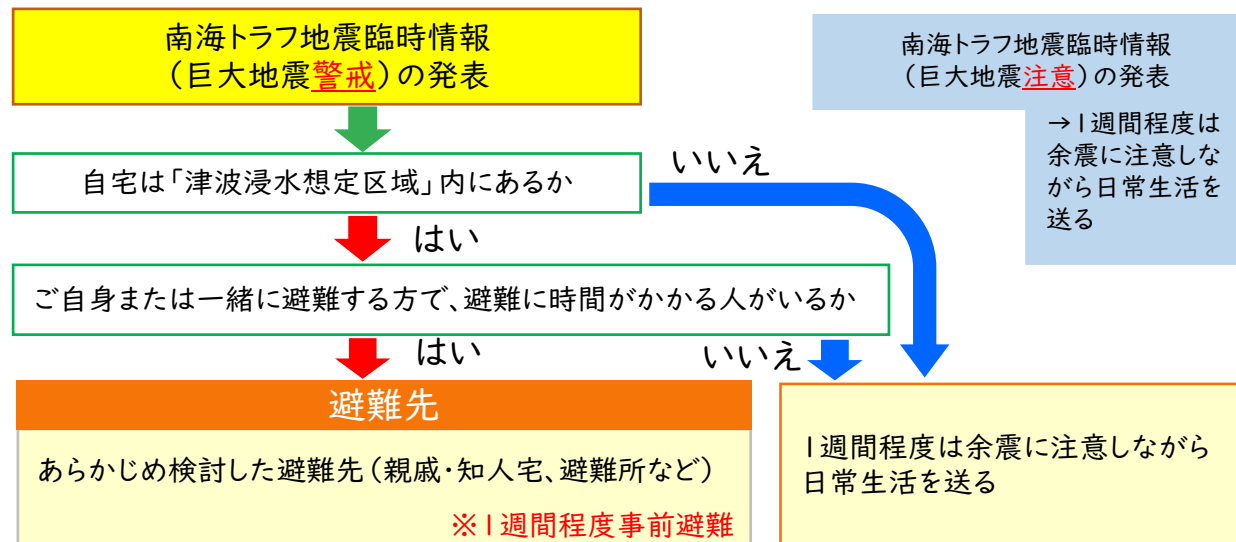 南海トラフ地震臨時情報
（巨大地震警戒）の発表
南海トラフ地震臨時情報
（巨大地震注意）の発表
→1週間程度は
余震に注意しな
がら日常生活を
送る
自宅は「津波浸水想定区域」内にあるか
いいえ
はい
ご自身または一緒に避難する方で、避難に時間がかかる人がいるか
はい
いいえ
避難先
あらかじめ検討した避難先（親戚・知人宅、避難所など）
※1週間程度事前避難
1週間程度は余震に注意しながら
日常生活を送る